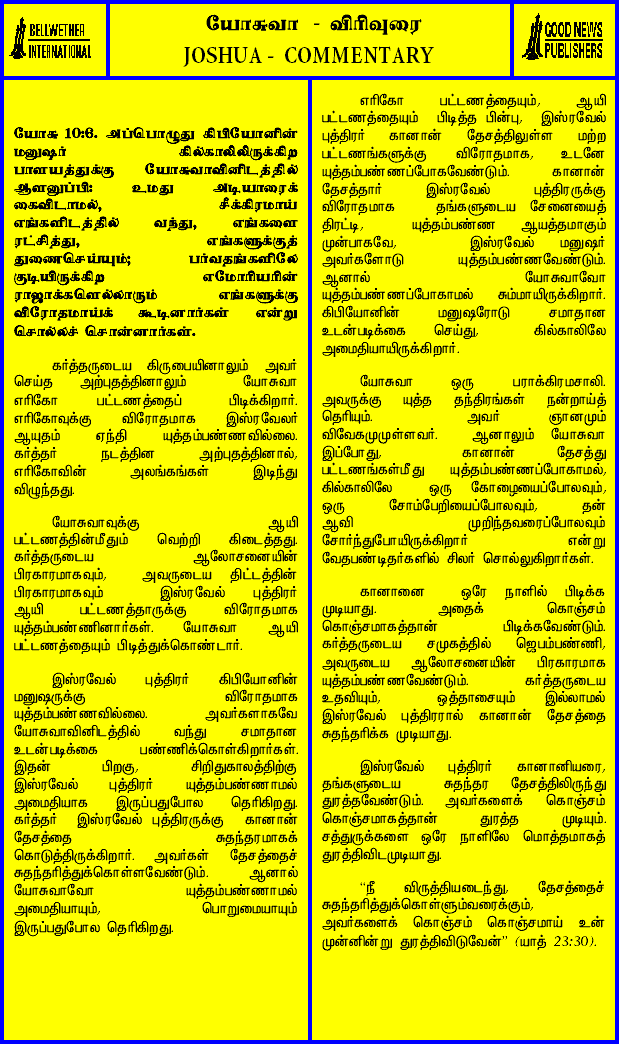 BELLWETHER
INTERNATIONAL
யோசுவா - விரிவுரை
JOSHUA - COMMENTARY
GOOD NEWS
PUBLISHERS
யோசு 10:6. அப்பொழுது கிபியோனின்
மனுஷர் கில்காலிலிருக்கிற
பாளயத்துக்கு யோசுவாவினிடத்தில்
ஆளனுப்பி: உமது அடியாரைக்
கைவிடாமல், சீக்கிரமாய்
எங்களிடத்தில் வந்து, எங்களை
ரட்சித்து, எங்களுக்குத்
துணைசெய்யும்; பர்வதங்களிலே
குடியிருக்கிற எமோரியரின்
ராஜாக்களெல்லாரும் எங்களுக்கு
விரோதமாய்க் கூடினார்கள் என்று
சொல்லச் சொன்னார்கள்.
கர்த்தருடைய கிருபையினாலும் அவர்
செய்த அற்புதத்தினாலும் யோசுவா
எரிகோ பட்டணத்தைப் பிடிக்கிறார்.
எரிகோவுக்கு விரோதமாக இஸ்ரவேலர்
ஆயுதம் ஏந்தி யுத்தம்பண்ணவில்லை.
கர்த்தர் நடத்தின அற்புதத்தினால்,
எரிகோவின் அலங்கங்கள் இடிந்து
விழுந்தது.
யோசுவாவுக்கு ஆயி
பட்டணத்தின்மீதும் வெற்றி கிடைத்தது.
கர்த்தருடைய ஆலோசனையின்
பிரகாரமாகவும், அவருடைய திட்டத்தின்
பிரகாரமாகவும் இஸ்ரவேல் புத்திரர்
ஆயி பட்டணத்தாருக்கு விரோதமாக
யுத்தம்பண்ணினார்கள். யோசுவா ஆயி
பட்டணத்தையும் பிடித்துக்கொண்டார்.
இஸ்ரவேல் புத்திரர் கிபியோனின்
மனுஷருக்கு விரோதமாக
யுத்தம்பண்ணவில்லை. அவர்களாகவே
யோசுவாவினிடத்தில் வந்து சமாதான
உடன்படிக்கை பண்ணிக்கொள்கிறார்கள்.
இதன் பிறகு, சிறிதுகாலத்திற்கு
இஸ்ரவேல் புத்திரர் யுத்தம்பண்ணாமல்
அமைதியாக இருப்பதுபோல தெரிகிறது.
கர்த்தர் இஸ்ரவேல் புத்திரருக்கு கானான்
தேசத்தை சுதந்தரமாகக்
கொடுத்திருக்கிறார். அவர்கள் தேசத்தைச்
சுதந்தரித்துக்கொள்ளவேண்டும். ஆனால்
யோசுவாவோ யுத்தம்பண்ணாமல்
அமைதியாயும், பொறுமையாயும்
இருப்பதுபோல தெரிகிறது.
எரிகோ பட்டணத்தையும், ஆயி
பட்டணத்தையும் பிடித்த பின்பு, இஸ்ரவேல்
புத்திரர் கானான் தேசத்திலுள்ள மற்ற
பட்டணங்களுக்கு விரோதமாக, உடனே
யுத்தம்பண்ணப்போகவேண்டும். கானான்
தேசத்தார் இஸ்ரவேல் புத்திரருக்கு
விரோதமாக தங்களுடைய சேனையைத்
திரட்டி, யுத்தம்பண்ண ஆயத்தமாகும்
முன்பாகவே, இஸ்ரவேல் மனுஷர்
அவர்களோடு யுத்தம்பண்ணவேண்டும்.
ஆனால் யோசுவாவோ
யுத்தம்பண்ணப்போகாமல் சும்மாயிருக்கிறார்.
கிபியோனின் மனுஷரோடு சமாதான
உடன்படிக்கை செய்து, கில்காலிலே
அமைதியாயிருக்கிறார்.
யோசுவா ஒரு பராக்கிரமசாலி.
அவருக்கு யுத்த தந்திரங்கள் நன்றாய்த்
தெரியும். அவர் ஞானமும்
விவேகமுமுள்ளவர். ஆனாலும் யோசுவா
இப்போது, கானான் தேசத்து
பட்டணங்கள்மீது யுத்தம்பண்ணப்போகாமல்,
கில்காலிலே ஒரு கோழையைப்போலவும்,
ஒரு சோம்பேறியைப்போலவும், தன்
ஆவி முறிந்தவரைப்போலவும்
சோர்ந்துபோயிருக்கிறார் என்று
வேதபண்டிதர்களில் சிலர் சொல்லுகிறார்கள்.
கானானை ஒரே நாளில் பிடிக்க
முடியாது. அதைக் கொஞ்சம்
கொஞ்சமாகத்தான் பிடிக்கவேண்டும்.
கர்த்தருடைய சமுகத்தில் ஜெபம்பண்ணி,
அவருடைய ஆலோசனையின் பிரகாரமாக
யுத்தம்பண்ணவேண்டும். கர்த்தருடைய
உதவியும், ஒத்தாசையும் இல்லாமல்
இஸ்ரவேல் புத்திரரால் கானான் தேசத்தை
சுதந்தரிக்க முடியாது.
இஸ்ரவேல் புத்திரர் கானானியரை,
தங்களுடைய சுதந்தர தேசத்திலிருந்து
துரத்தவேண்டும். அவர்களைக் கொஞ்சம்
கொஞ்சமாகத்தான் துரத்த முடியும்.
சத்துருக்களை ஒரே நாளிலே மொத்தமாகத்
துரத்திவிடமுடியாது.
"நீ விருத்தியடைந்து, தேசத்தைச்
சுதந்தரித்துக்கொள்ளும்வரைக்கும்,
அவர்களைக் கொஞ்சம் கொஞ்சமாய் உன்
முன்னின்று துரத்திவிடுவேன்" (யாத் 23:30).